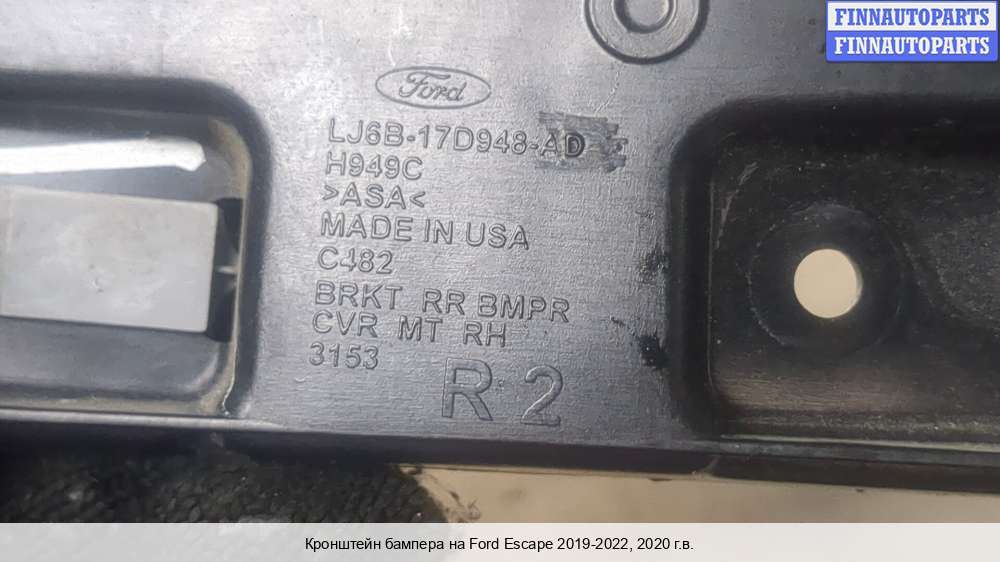 FINNAUTOPARTS
FINNAUTOPARTS
Ford
LJ6B-17D948-AD
H949C
>ASA<
MADE IN USA
C482
BRKT RR BMPR
CVR MT RH
3153
R 2
Кронштейн бампера на Ford Escape 2019-2022, 2020 г.в.